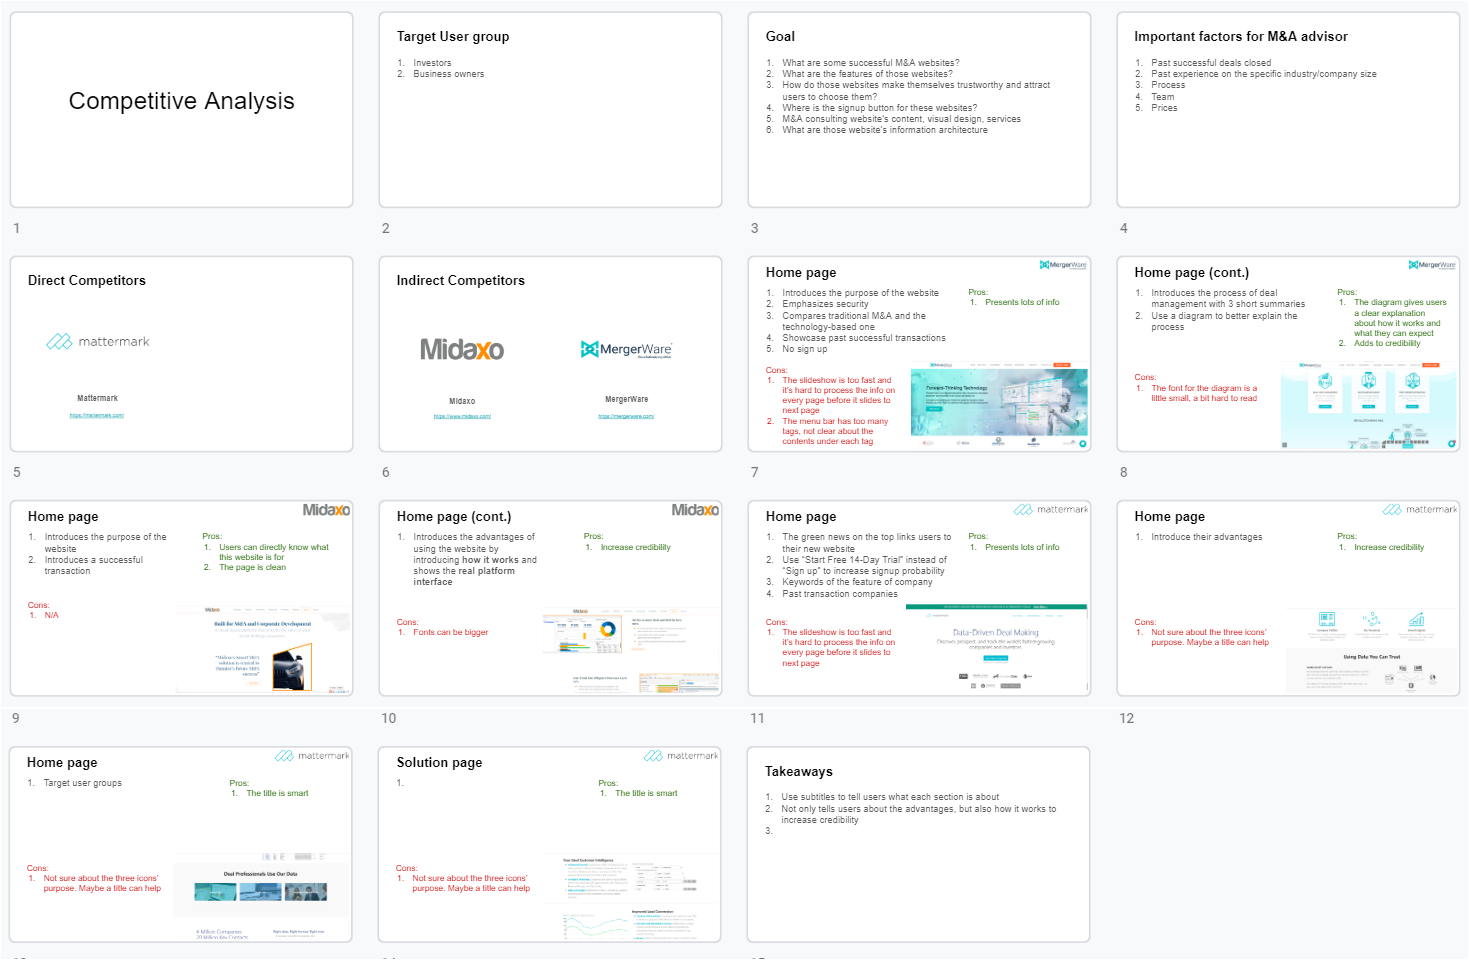 Competitive Analysis
1
Target User group
1. Investors
2. Business owners
2
Goal
1. What are some successful M&A websites?
2. What are the features of those websites?
3. How do those websites make themselves trustworthy and attract
users to choose them?
4. Where is the signup button for these websites?
5. M&A consulting website's content, visual design, services
6. What are those website's information architecture
3
Important factors for M&A advisor
1. Past successful deals closed
2. Past experience on the specific industry/company size
3. Process
4. Team
5. Prices
4
Direct Competitors
mattermark
Mattermark
https://mattermark.com/
5
Indirect Competitors
Midaxo
MergerWare
Midaxo
MergerWare
https://www.midaxo.com/
https://mergerware.com/
6
MergerWare
Home page
1. Introduces the purpose of the website
2. Emphasizes security
3. Compares traditional M&A and the
technology-based one
4. Showcase past successful transactions
5. No sign up
Pros:
1. Presents lots of info
Cons:
1. The slideshow is too fast and
it's hard to process the info on
every page before it slides to
next page
2. The menu bar has too many
tags, not clear about the
contents under each tag
Forward-Thinking Technology
7
MergerWare
Home page (cont.)
1. Introduces the process of deal
management with 3 short summaries
2. Use a diagram to better explain the
process
Pros:
1. The diagram gives users
a clear explanation
about how it works and
what they can expect
2. Adds to credibility
Cons:
1. The font for the diagram is a
little small, a bit hard to read
8
Midaxo
Home page
1. Introduces the purpose of the
website
2. Introduces a successful
transaction
Pros:
1. Users can directly know what
this website is for
2. The page is clean
Cons:
1. N/A
Built for M&A and Corporate Development
9
Midaxo
Home page (cont.)
1. Introduces the advantages of
using the website by
introducing how it works and
shows the real platform
interface
Pros:
1. Increase credibility
Cons:
1. Fonts can be bigger
10
mattermark
Home page
1. The green news on the top links users to
their new website
2. Use “Start Free 14-Day Trial” instead of
“Sign up” to increase signup probability
3. Keywords of the feature of company
4. Past transaction companies
Pros:
1. Presents lots of info
Cons:
1. The slideshow is too fast and
it's hard to process the info on
every page before it slides to
next page
Data-Driven Deal Making
Discover, prospect, and track the world's fastest-growing
companies and investors.
11
mattermark
Home page
1. Introduce their advantages
Pros:
1. Increase credibility
Cons:
1. Not sure about the three icons'
purpose. Maybe a title can help
Using Data You Can Trust
12
mattermark
Home page
1. Target user groups
Pros:
1. The title is smart
Cons:
1. Not sure about the three icons'
purpose. Maybe a title can help
Deal Professionals Use Our Data
4 Million Companies
mattermark
Solution page
1.
Pros:
1. The title is smart
Cons:
1. Not sure about the three icons'
purpose. Maybe a title can help
Improved Lead Conversion
Takeaways
1. Use subtitles to tell users what each section is about
2. Not only tells users about the advantages, but also how it works to
increase credibility
3.